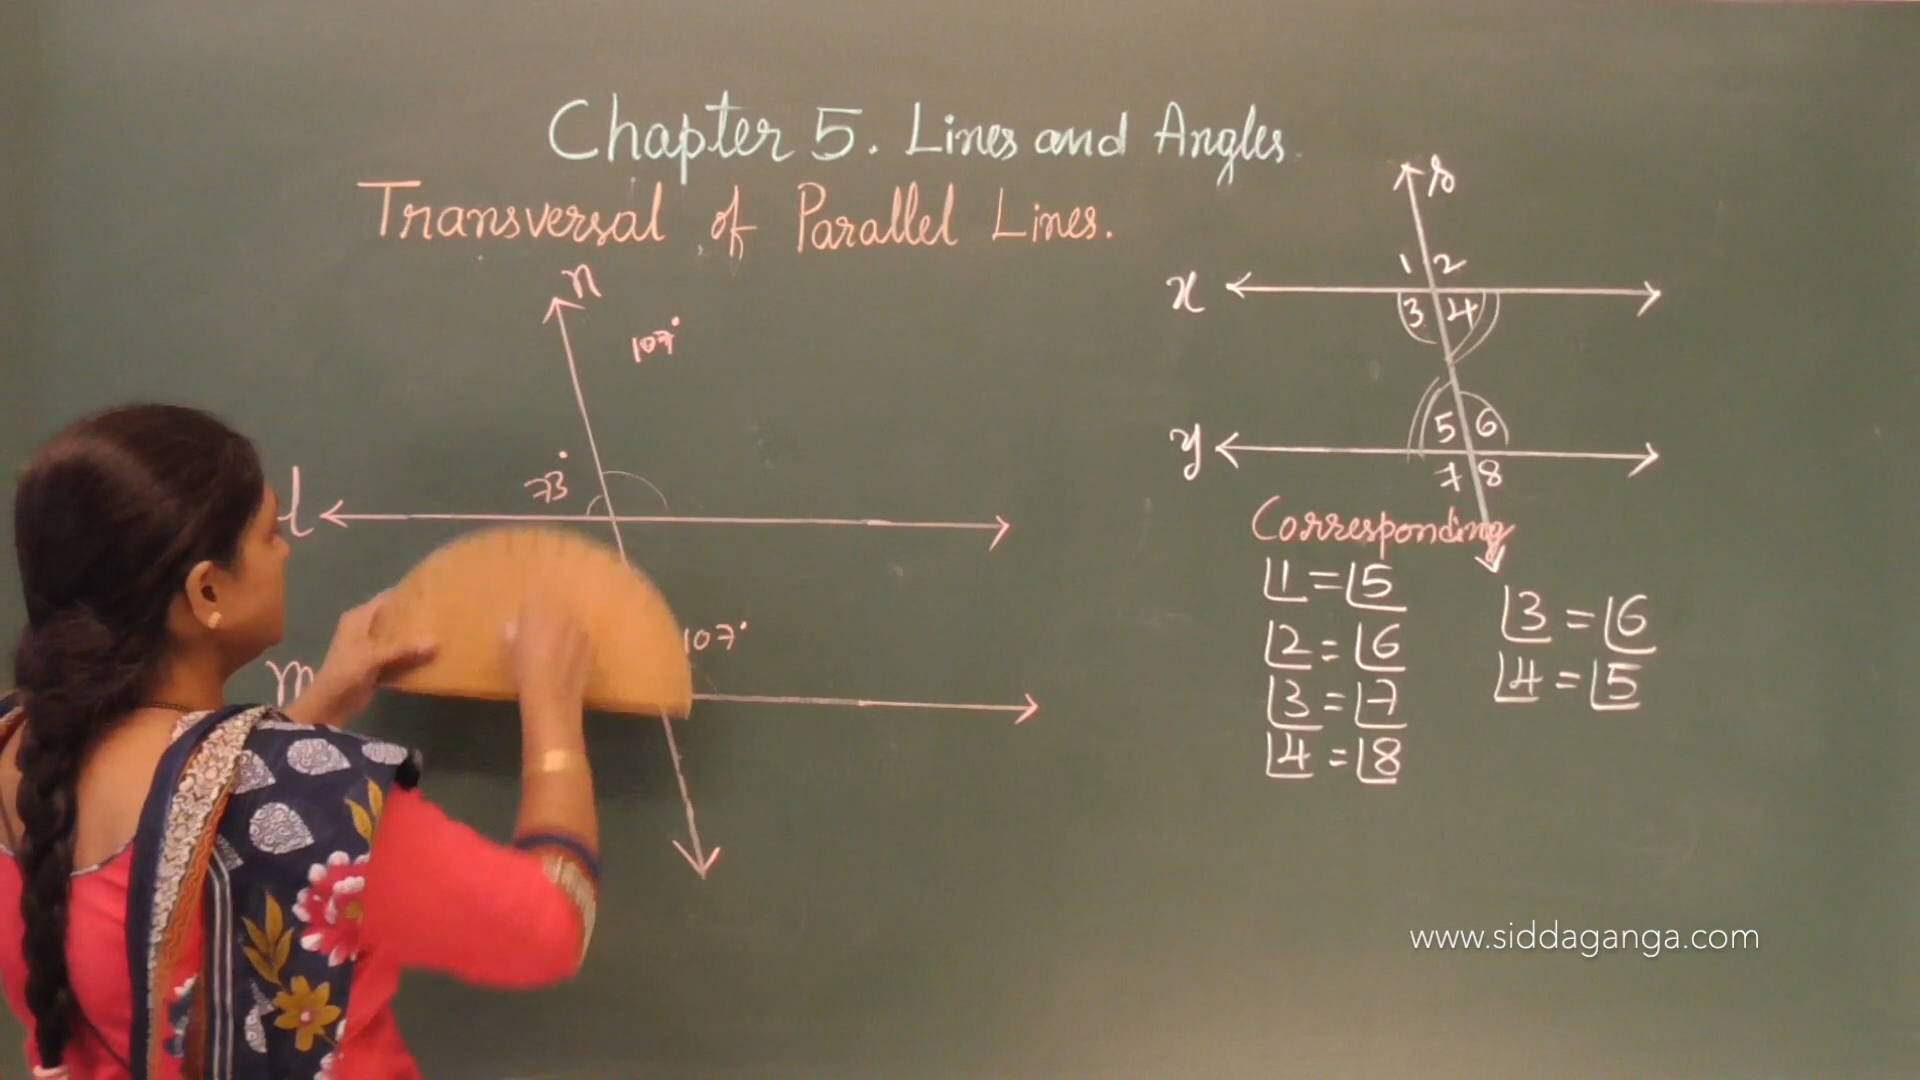 Chapter 5. Lines and Angles
Transversal of Parallel Lines.
n
107°
73°
l
107°
m
r
1 2
x
3 4
5 6
y
7 8
Corresponding
∠1 = ∠5
∠2 = ∠6
∠3 = ∠7
∠4 = ∠8
∠3 = ∠6
∠4 = ∠5
www.siddaganga.com